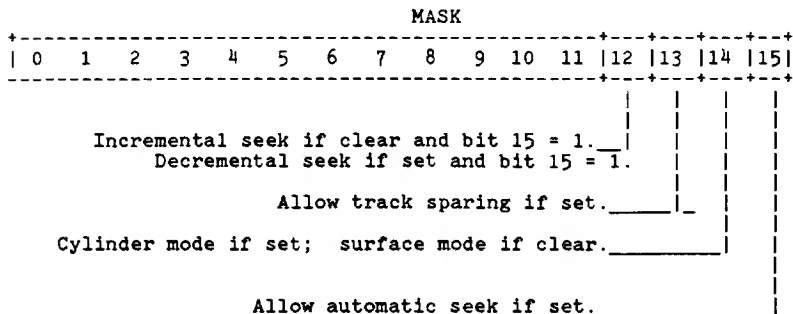 MASK
| 0 1 2 3 4 5 6 7 8 9 10 11 |12 |13 |14 |15|
Incremental seek if clear and bit 15 = 1.
Decremental seek if set and bit 15 = 1.
Allow track sparing if set.
Cylinder mode if set; surface mode if clear.
Allow automatic seek if set.